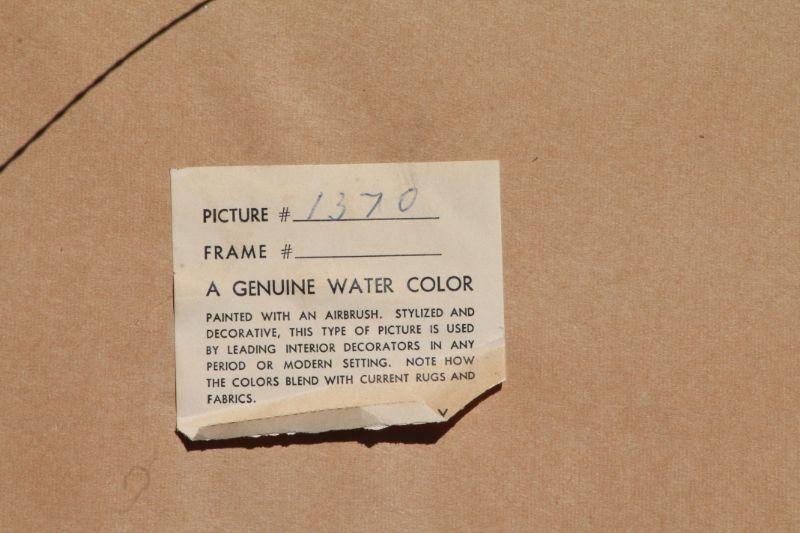 PICTURE # 1370
FRAME #
A GENUINE WATER COLOR
PAINTED WITH AN AIRBRUSH. STYLIZED AND
DECORATIVE, THIS TYPE OF PICTURE IS USED
BY LEADING INTERIOR DECORATORS IN ANY
PERIOD OR MODERN SETTING. NOTE HOW
THE COLORS BLEND WITH CURRENT RUGS AND
FABRICS.